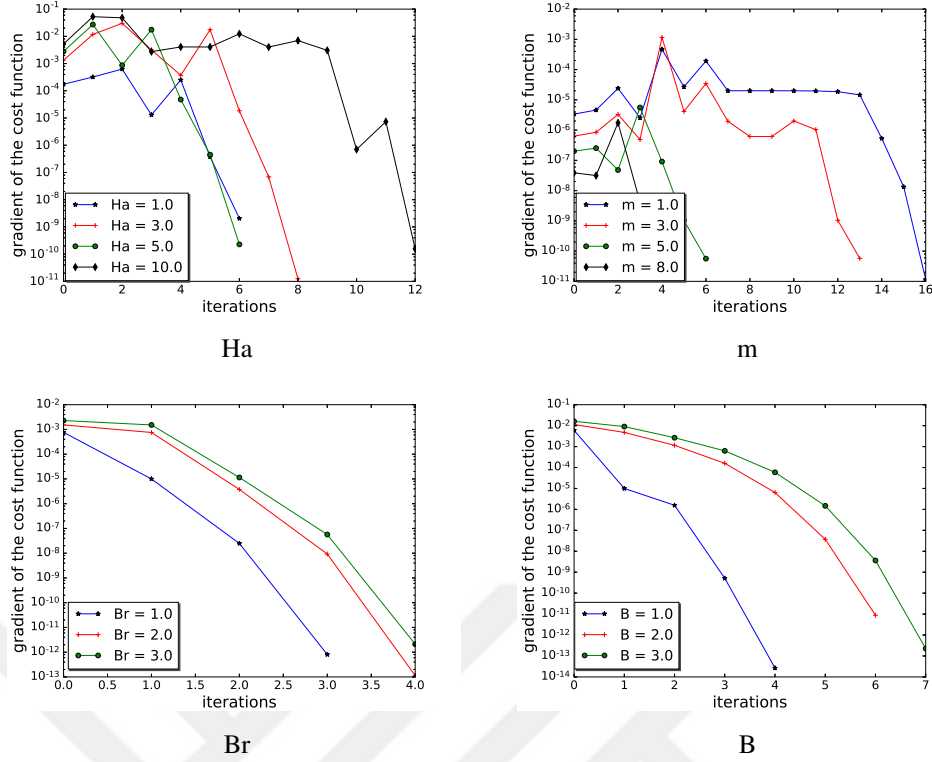 10^-1
10^-2
10^-3
10^-4
10^-5
10^-6
10^-7
10^-8
10^-9
10^-10
10^-11
gradient of the cost function
Ha = 1.0
Ha = 3.0
Ha = 5.0
Ha = 10.0
0 2 4 6 8 10 12
iterations
Ha
10^-2
10^-3
10^-4
10^-5
10^-6
10^-7
10^-8
10^-9
10^-10
10^-11
gradient of the cost function
m = 1.0
m = 3.0
m = 5.0
m = 8.0
0 2 4 6 8 10 12 14 16
iterations
m
10^-2
10^-3
10^-4
10^-5
10^-6
10^-7
10^-8
10^-9
10^-10
10^-11
10^-12
10^-13
gradient of the cost function
Br = 1.0
Br = 2.0
Br = 3.0
0.0 0.5 1.0 1.5 2.0 2.5 3.0 3.5 4.0
iterations
Br
10^-1
10^-2
10^-3
10^-4
10^-5
10^-6
10^-7
10^-8
10^-9
10^-10
10^-11
10^-12
10^-13
10^-14
gradient of the cost function
B = 1.0
B = 2.0
B = 3.0
0 1 2 3 4 5 6 7
iterations
B